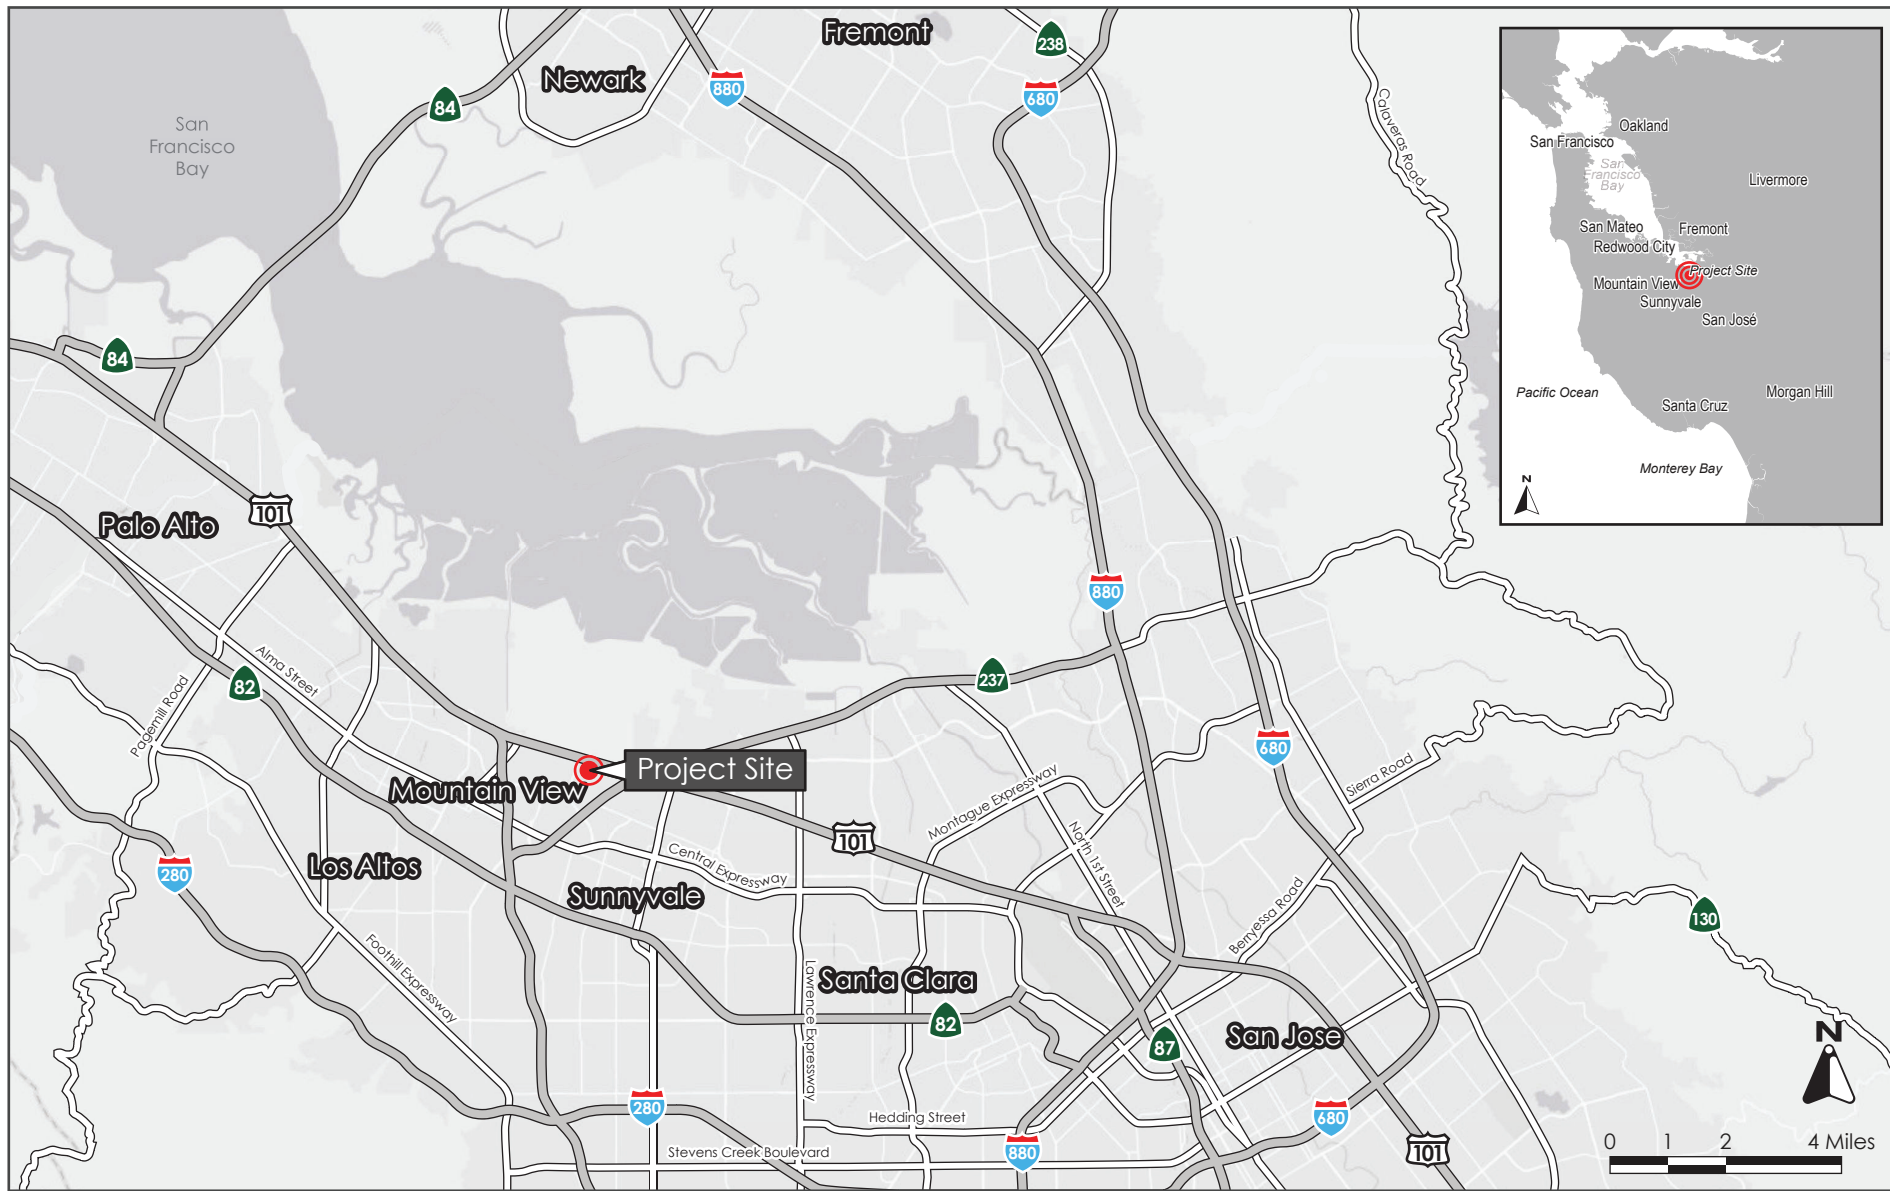 Fremont
238
Newark
880
680
84
San
Francisco
Bay
Calaveras Road
84
101
Palo Alto
880
Alma Street
82
Pagemill Road
237
680
Project Site
Mountain View
Sierra Road
Montague Expressway
101
North 1st Street
Central Expressway
Los Altos
280
Sunnyvale
Berryessa Road
130
Foothill Expressway
Santa Clara
Lawrence Expressway
82
San Jose
87
280
Hedding Street
680
Stevens Creek Boulevard
880
101
N
0 1 2 4 Miles
Oakland
San Francisco
San
Francisco
Bay
Livermore
San Mateo
Fremont
Redwood City
Project Site
Mountain View
Sunnyvale
San José
Pacific Ocean
Morgan Hill
Santa Cruz
Monterey Bay
N